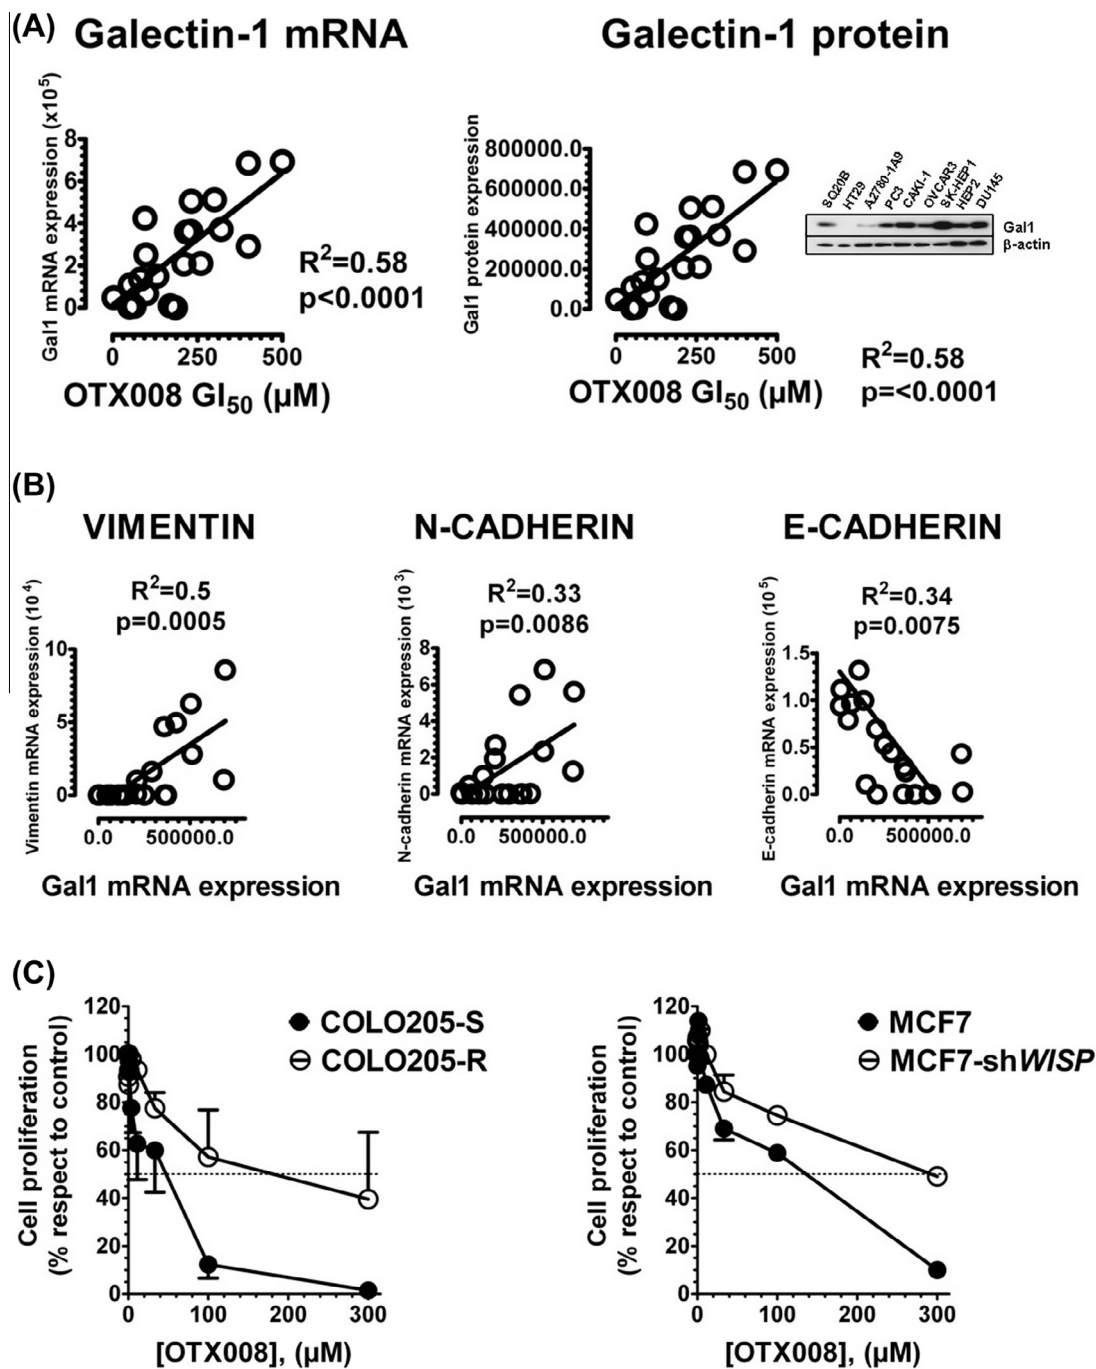 (A)
Galectin-1 mRNA
Galectin-1 protein
Gal1 mRNA expression (x10⁵)
8
6
4
2
0
R²=0.58
p<0.0001
0 250 500
OTX008 GI₅₀ (µM)
Gal1 protein expression
800000.0
600000.0
400000.0
200000.0
0.0
0 250 500
OTX008 GI₅₀ (µM)
SQ20B
HT29
A2780-1A9
PC3
CAKI-1
OVCAR3
SK-HEP1
HEP2
DU145
Gal1
β-actin
R²=0.58
p=<0.0001
(B)
VIMENTIN
N-CADHERIN
E-CADHERIN
R²=0.5
p=0.0005
Vimentin mRNA expression (10⁴)
10
5
0
0.0 500000.0
Gal1 mRNA expression
R²=0.33
p=0.0086
N-cadherin mRNA expression (10³)
8
6
4
2
0
0.0 500000.0
Gal1 mRNA expression
R²=0.34
p=0.0075
E-cadherin mRNA expression (10⁵)
1.5
1.0
0.5
0.0
0.0 500000.0
Gal1 mRNA expression
(C)
Cell proliferation
(% respect to control)
120
100
80
60
40
20
0
COLO205-S
COLO205-R
0 100 200 300
[OTX008], (µM)
Cell proliferation
(% respect to control)
120
100
80
60
40
20
0
MCF7
MCF7-shWISP
0 100 200 300
[OTX008], (µM)